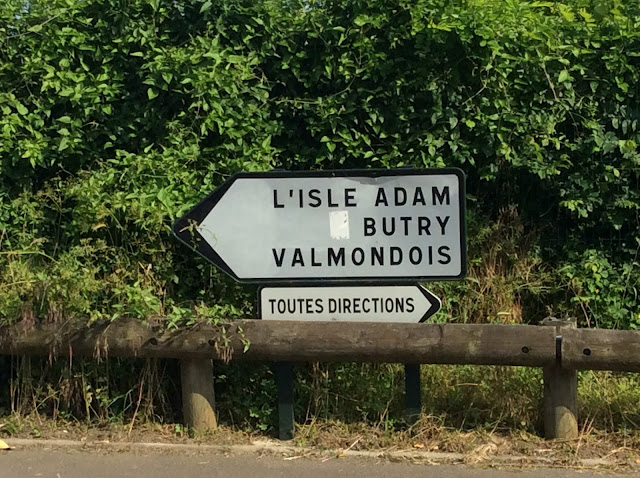 L'ISLE ADAM
BUTRY
VALMONDOIS
TOUTES DIRECTIONS